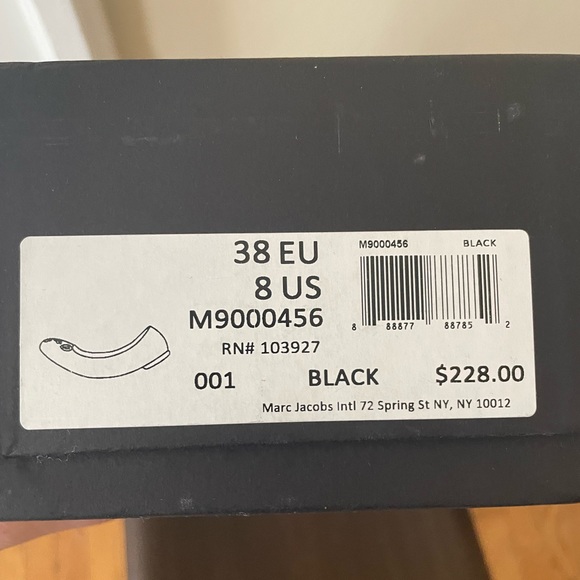 38 EU
8 US
M9000456
RN# 103927
001 BLACK $228.00
Marc Jacobs Intl 72 Spring St NY, NY 10012
M9000456 BLACK
8 88877 88785 2